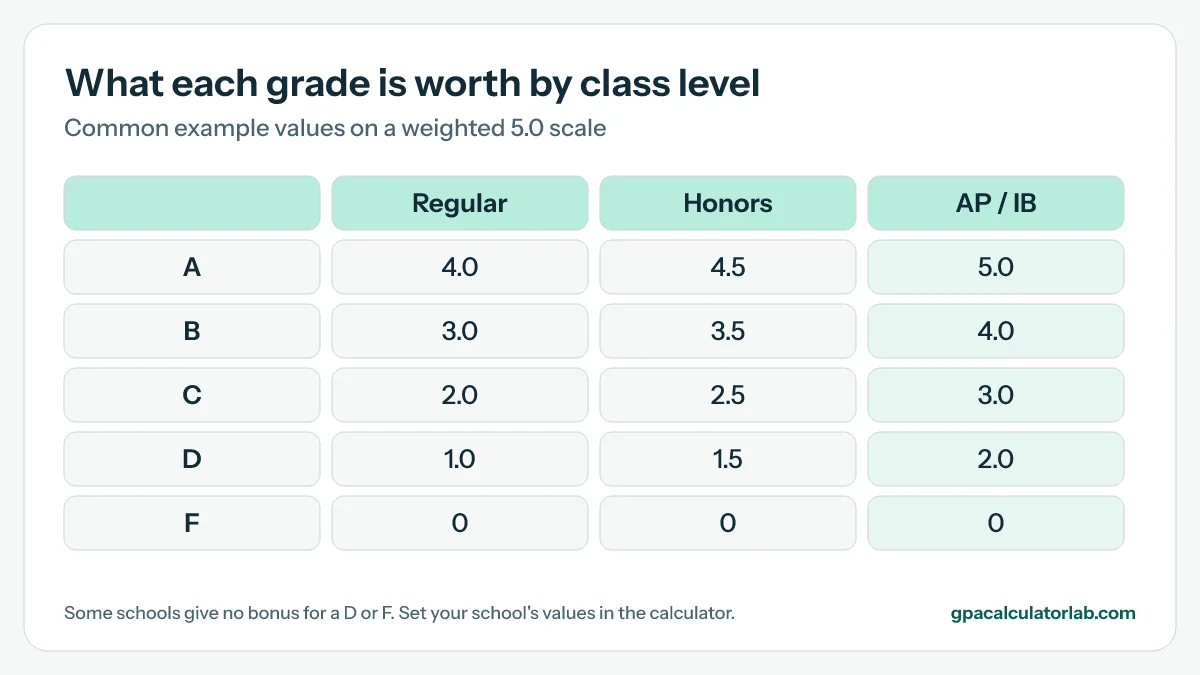 What each grade is worth by class level
Common example values on a weighted 5.0 scale
Regular Honors AP / IB
A 4.0 4.5 5.0
B 3.0 3.5 4.0
C 2.0 2.5 3.0
D 1.0 1.5 2.0
F 0 0 0
Some schools give no bonus for a D or F. Set your school's values in the calculator. gpacalculatorlab.com